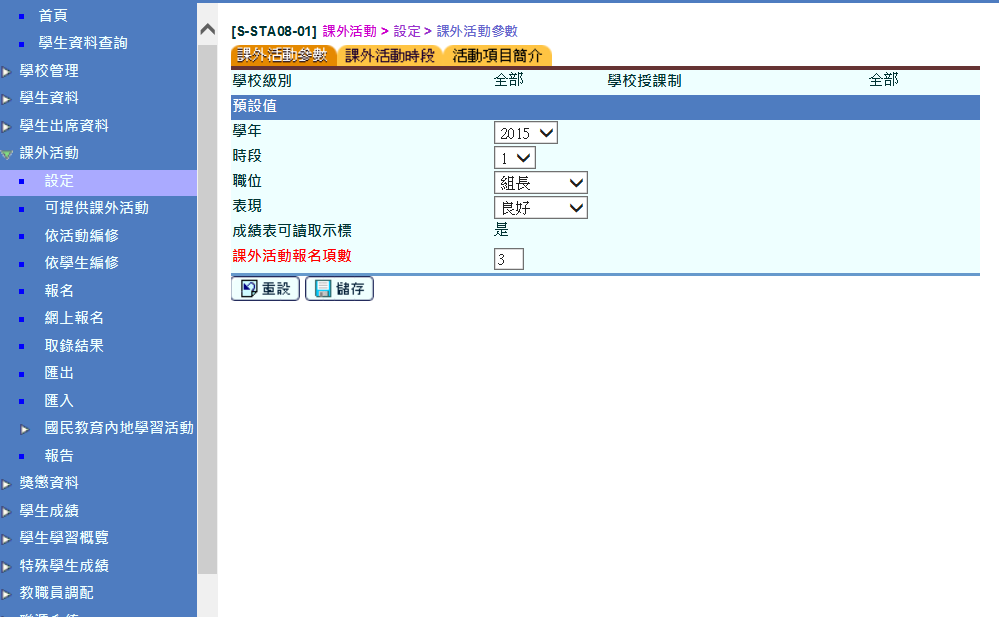 首頁
學生資料查詢
學校管理
學生資料
學生出席資料
課外活動
設定
可提供課外活動
依活動編修
依學生編修
報名
網上報名
取錄結果
匯出
匯入
國民教育內地學習活動
報告
獎懲資料
學生成績
學生學習概覽
特殊學生成績
教職員調配
[S-STA08-01] 課外活動 > 設定 > 課外活動參數
課外活動參數 課外活動時段 活動項目簡介
學校級別 全部 學校授課制 全部
預設值
學年 2015
時段 1
職位 組長
表現 良好
成績表可讀取示標 是
課外活動報名項數 3
重設 儲存